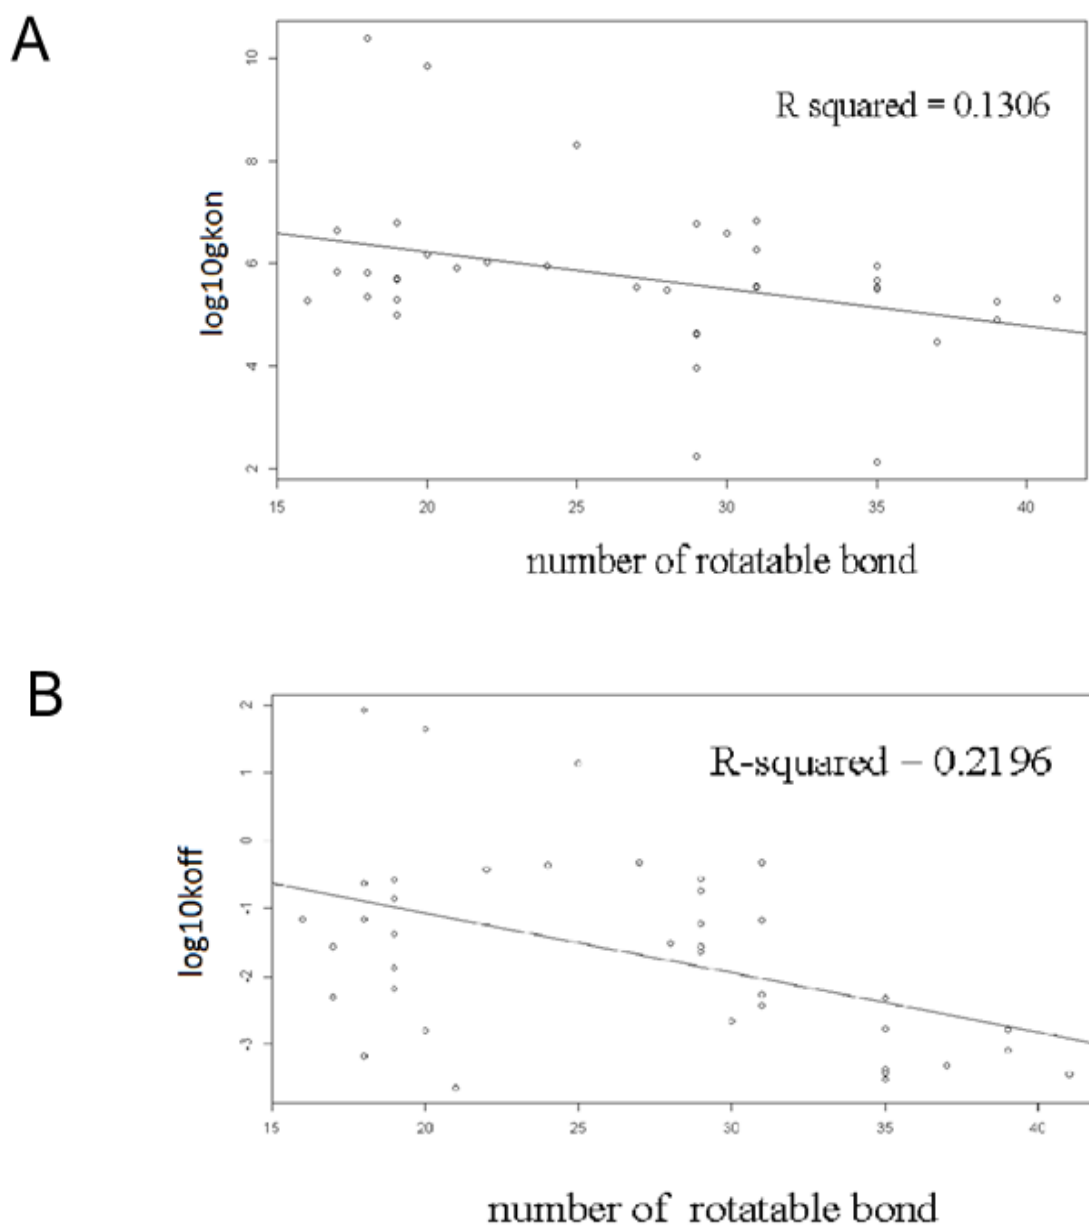 A
R squared = 0.1306
log10gkon
10
8
6
4
2
15 20 25 30 35 40
number of rotatable bond
B
R-squared – 0.2196
log10koff
2
1
0
-1
-2
-3
15 20 25 30 35 40
number of rotatable bond